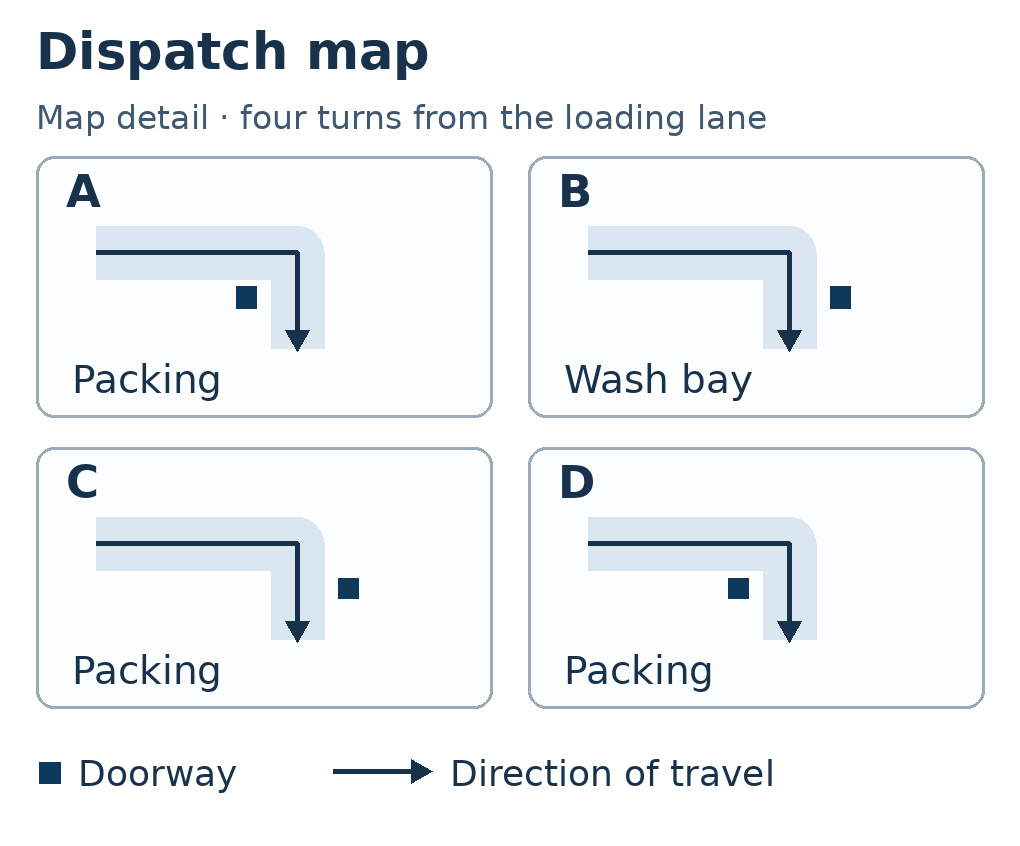 Dispatch map
Map detail · four turns from the loading lane
A
Packing
B
Wash bay
C
Packing
D
Packing
Doorway
Direction of travel